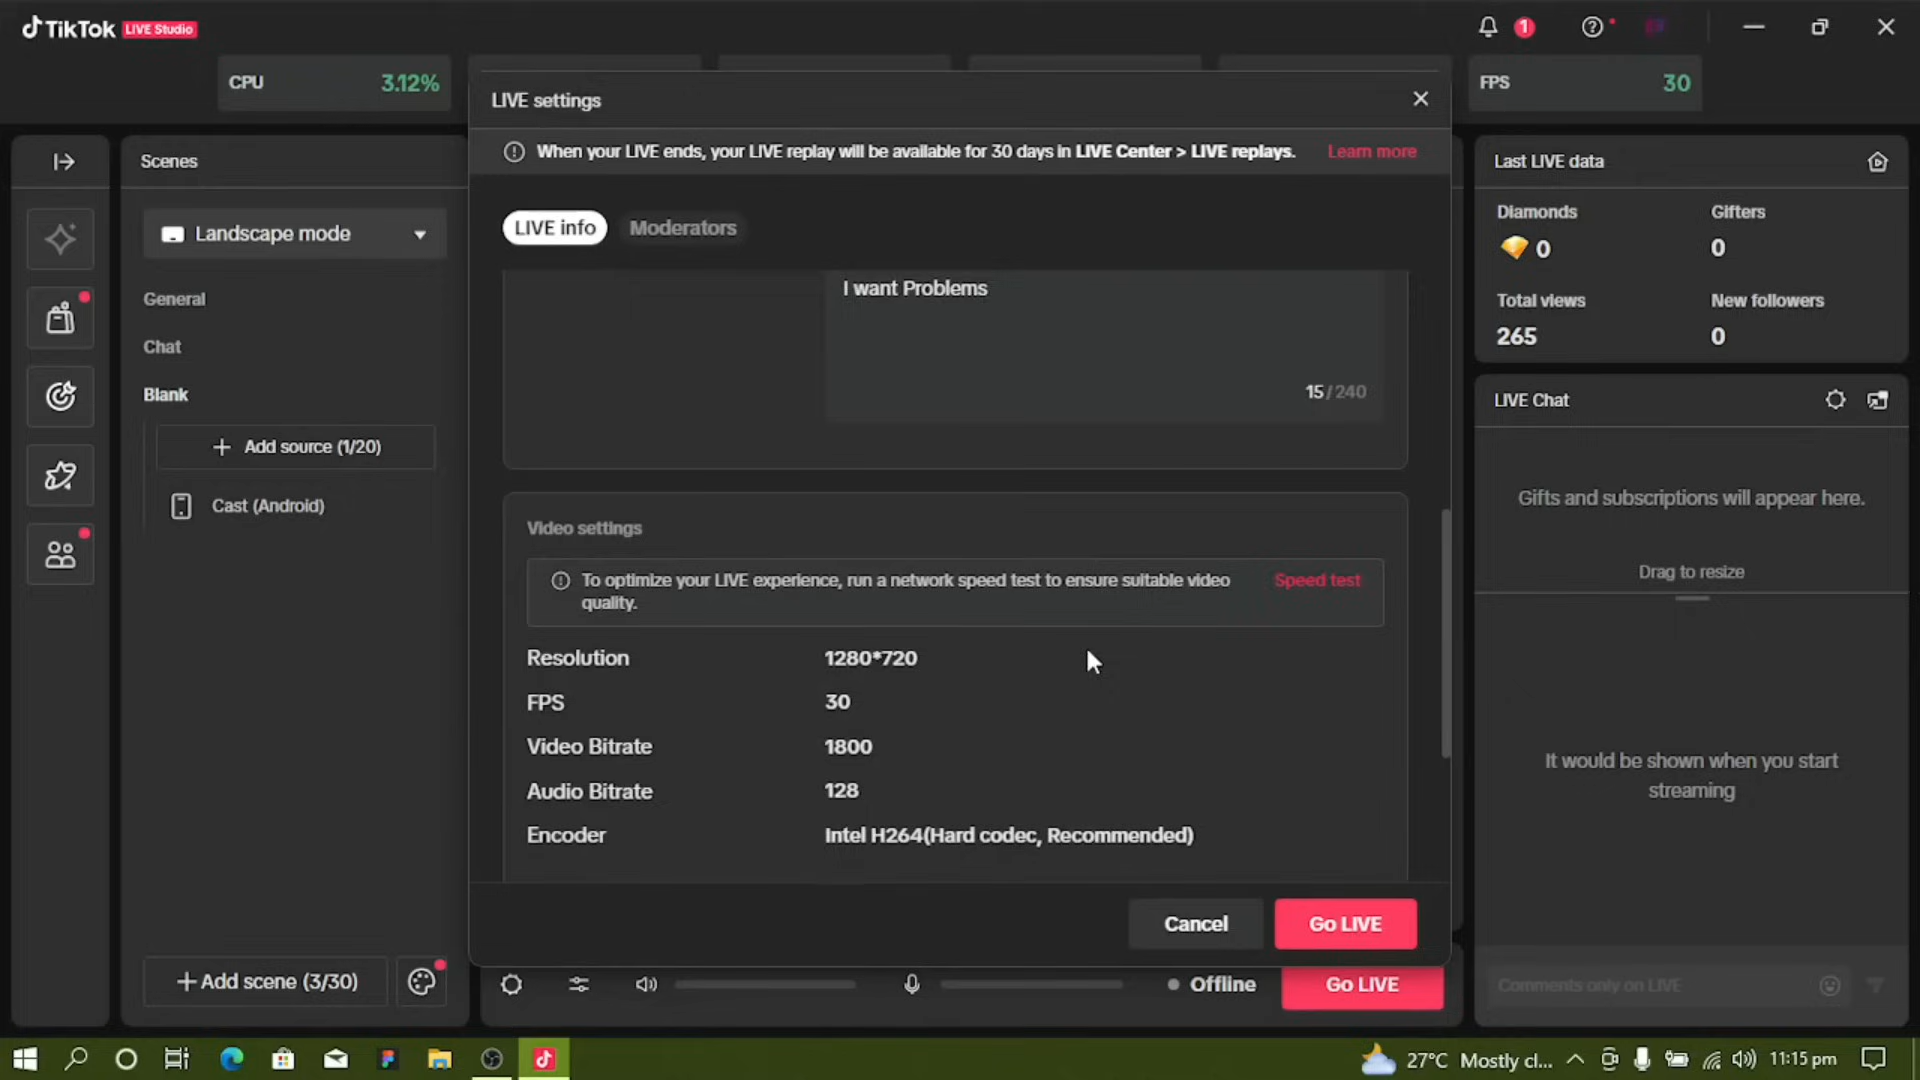 TikTok LIVE Studio
1
CPU 3.12%
FPS 30
LIVE settings
When your LIVE ends, your LIVE replay will be available for 30 days in LIVE Center > LIVE replays. Learn more
LIVE info Moderators
I want Problems
15/240
Video settings
To optimize your LIVE experience, run a network speed test to ensure suitable video
quality.
Speed test
Resolution 1280*720
FPS 30
Video Bitrate 1800
Audio Bitrate 128
Encoder Intel H264(Hard codec, Recommended)
Cancel Go LIVE
Scenes
Landscape mode
General
Chat
Blank
+ Add source (1/20)
Cast (Android)
+Add scene (3/30)
Offline Go LIVE
Last LIVE data
Diamonds Gifters
0 0
Total views New followers
265 0
LIVE Chat
Gifts and subscriptions will appear here.
Drag to resize
It would be shown when you start
streaming
Comments only on LIVE
27°C Mostly cl... 11:15 pm